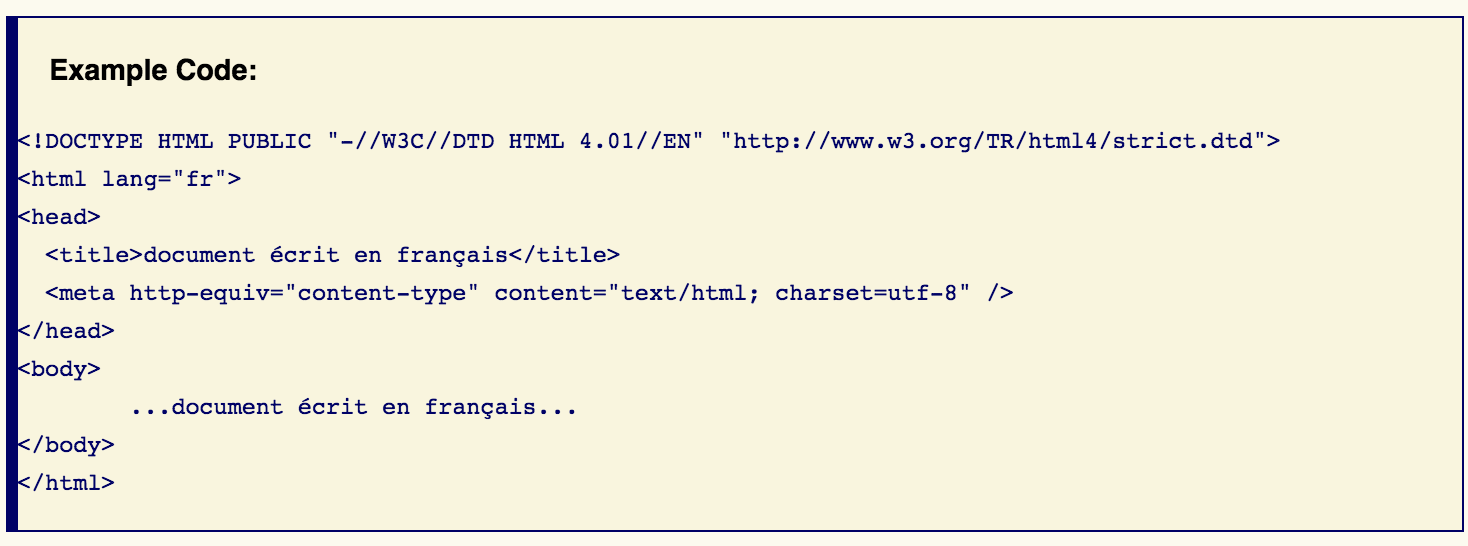 Example Code:
<!DOCTYPE HTML PUBLIC "-//W3C//DTD HTML 4.01//EN" "http://www.w3.org/TR/html4/strict.dtd">
<html lang="fr">
<head>
  <title>document écrit en français</title>
  <meta http-equiv="content-type" content="text/html; charset=utf-8" />
</head>
<body>
        ...document écrit en français...
</body>
</html>